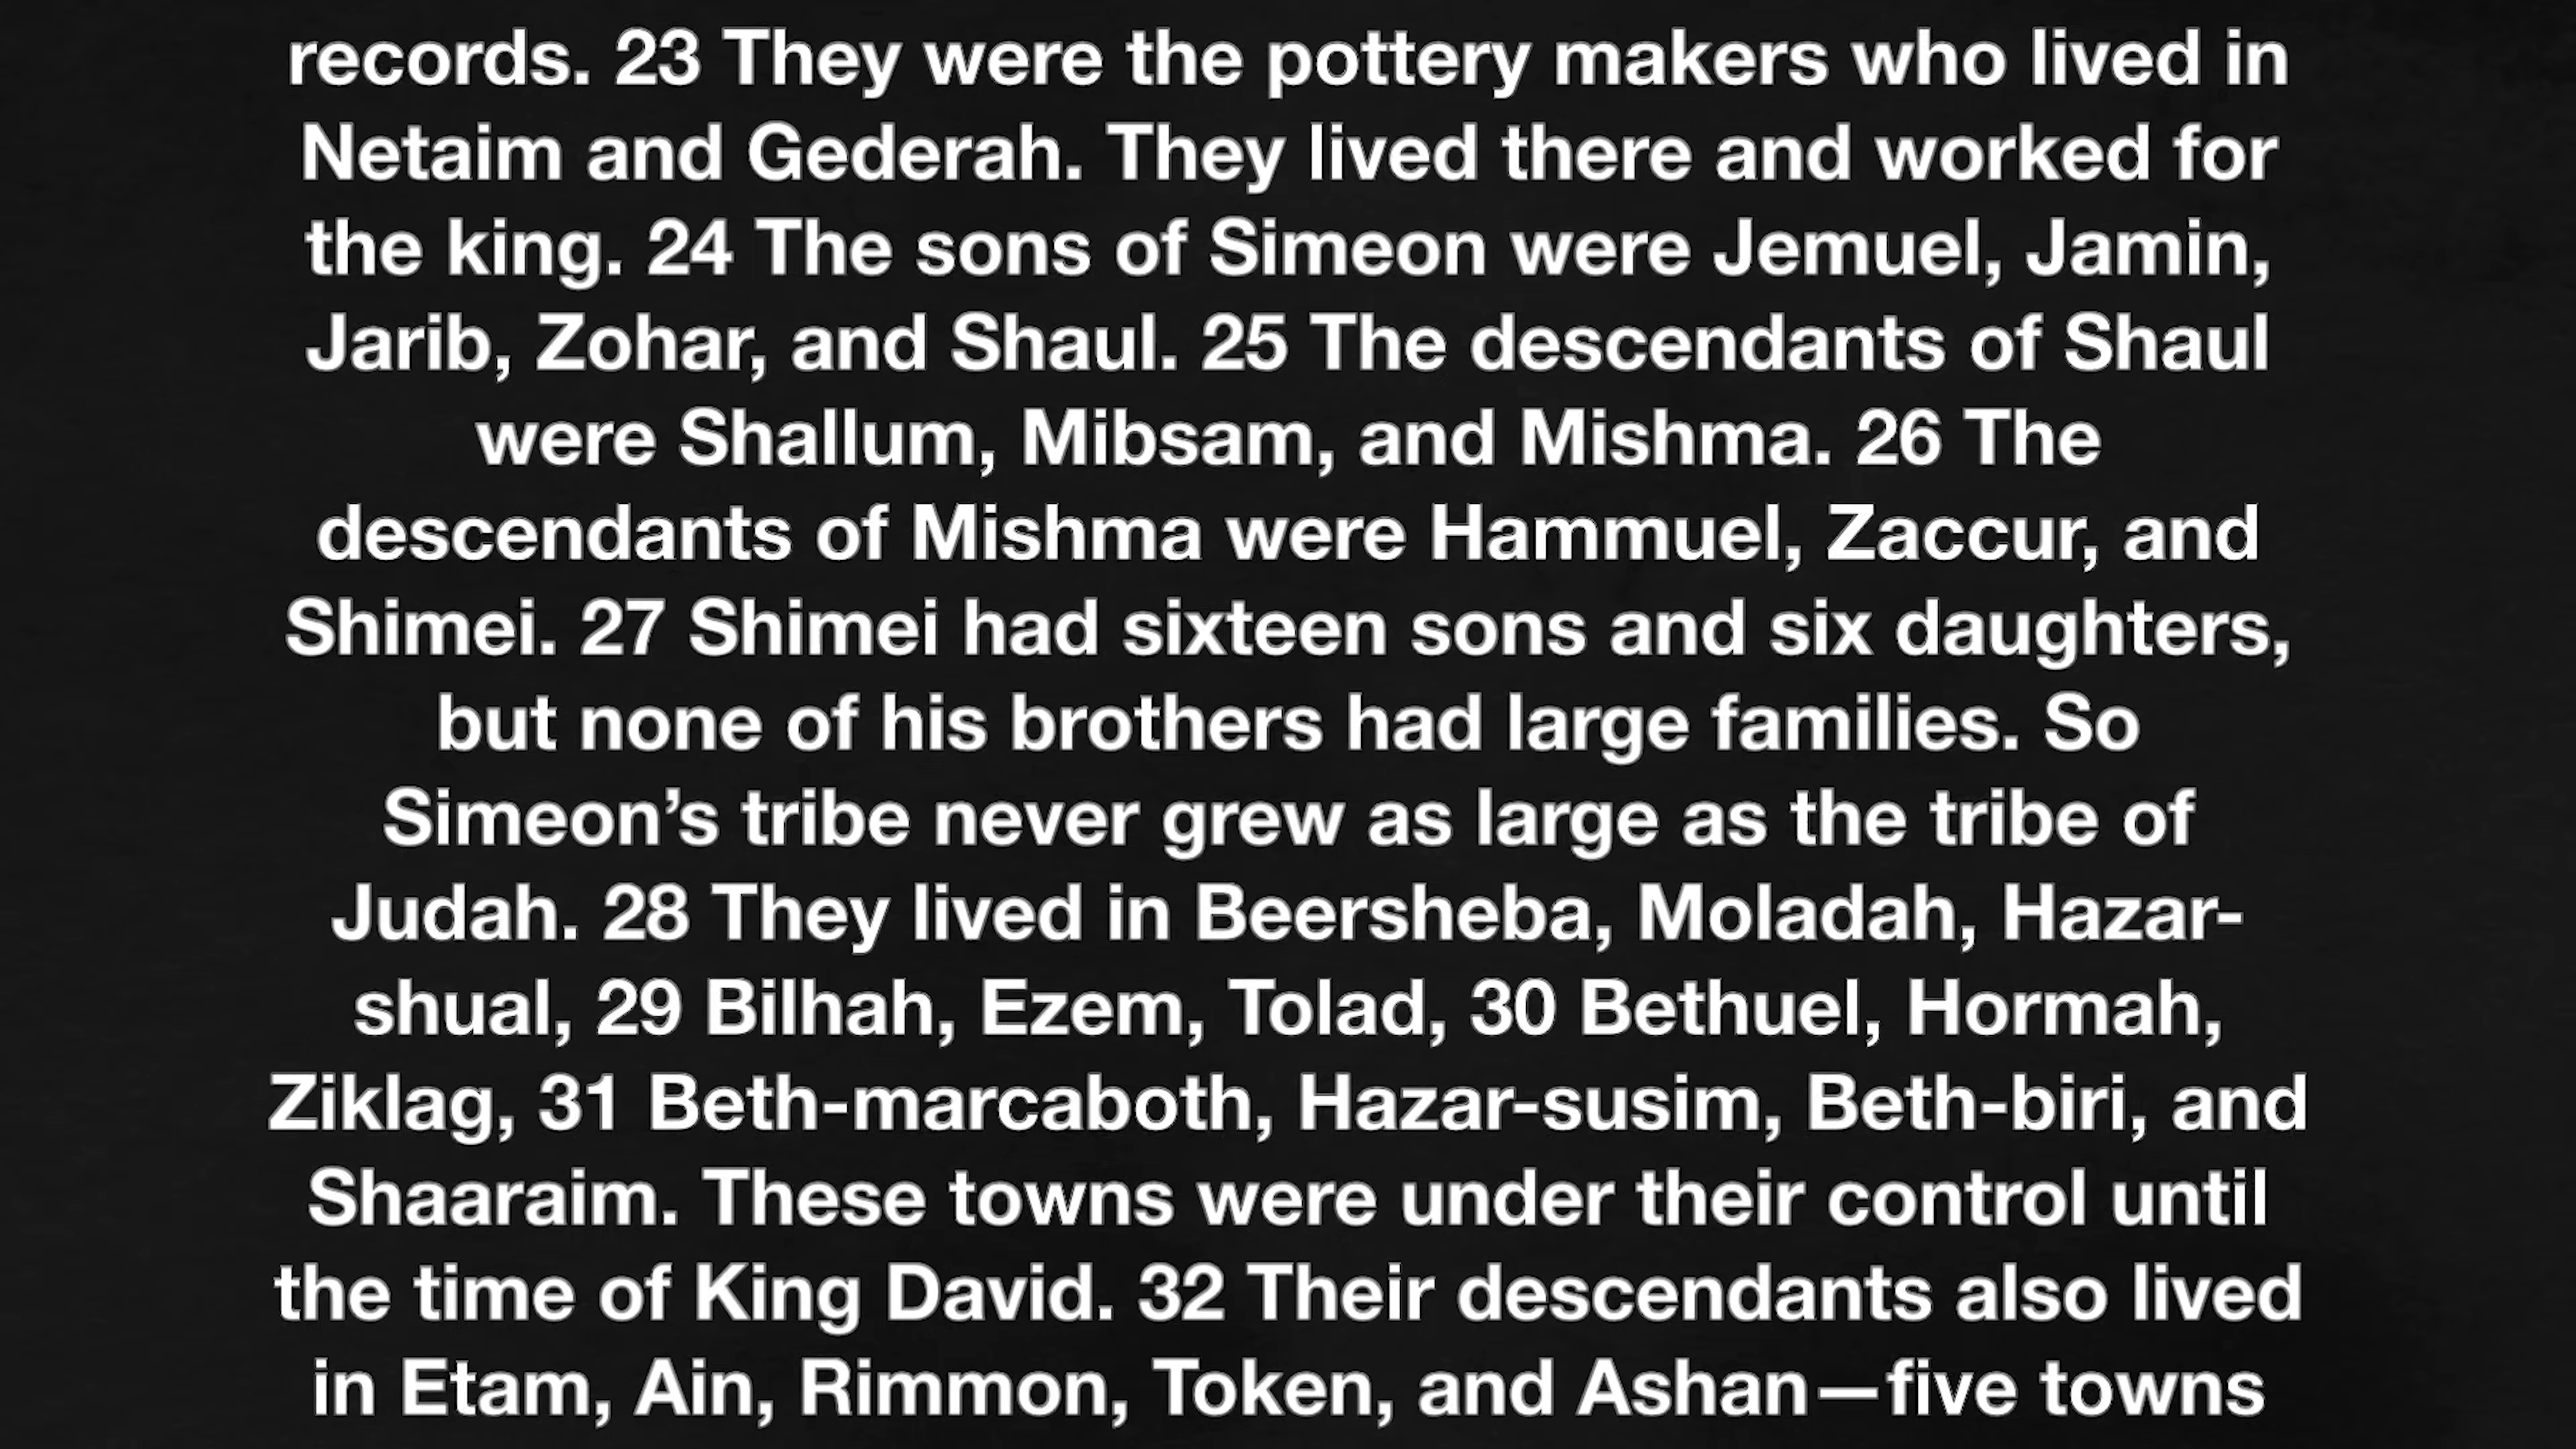 records. 23 They were the pottery makers who lived in
Netaim and Gederah. They lived there and worked for
the king. 24 The sons of Simeon were Jemuel, Jamin,
Jarib, Zohar, and Shaul. 25 The descendants of Shaul
were Shallum, Mibsam, and Mishma. 26 The
descendants of Mishma were Hammuel, Zaccur, and
Shimei. 27 Shimei had sixteen sons and six daughters,
but none of his brothers had large families. So
Simeon’s tribe never grew as large as the tribe of
Judah. 28 They lived in Beersheba, Moladah, Hazar-
shual, 29 Bilhah, Ezem, Tolad, 30 Bethuel, Hormah,
Ziklag, 31 Beth-marcaboth, Hazar-susim, Beth-biri, and
Shaaraim. These towns were under their control until
the time of King David. 32 Their descendants also lived
in Etam, Ain, Rimmon, Token, and Ashan—five towns